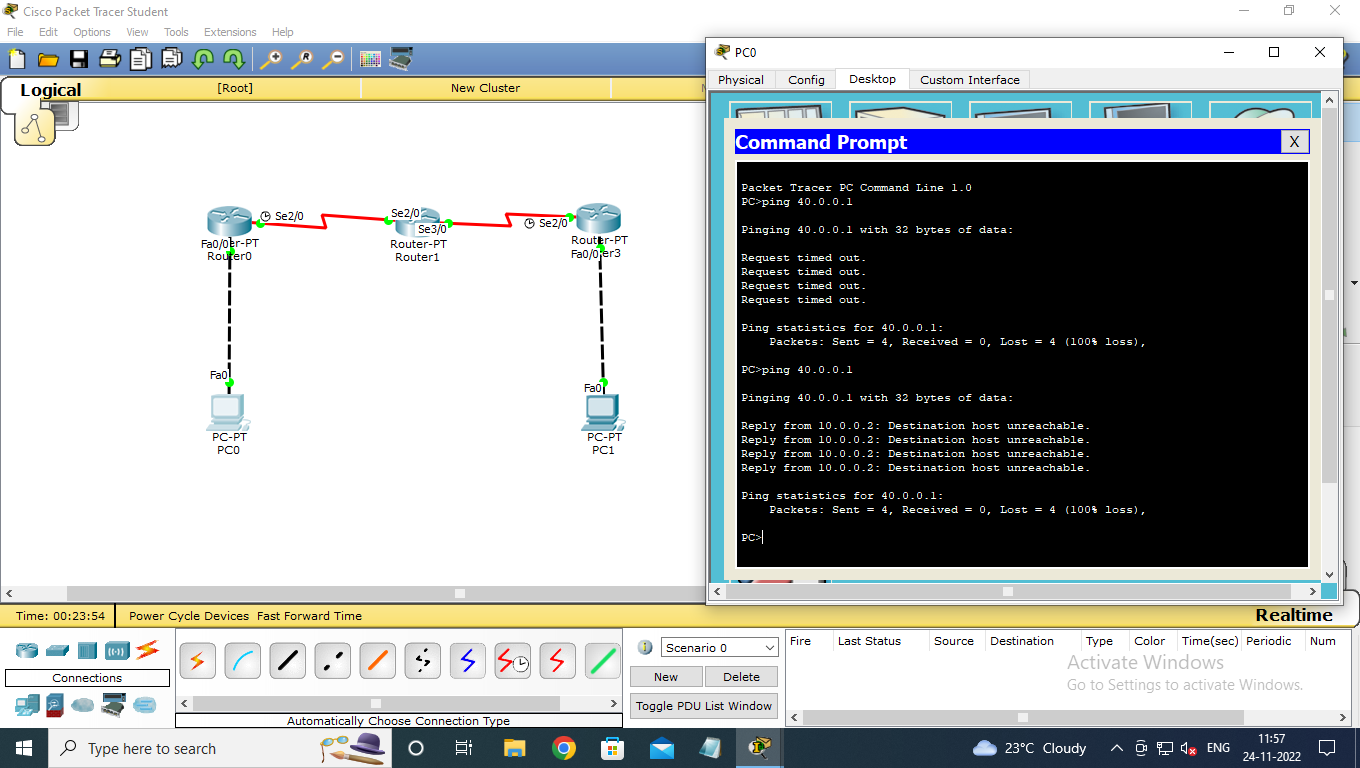 Cisco Packet Tracer Student
File Edit Options View Tools Extensions Help
Logical
[Root]
New Cluster
Se2/0
Se2/0
Se3/0
Se2/0
Fa0/0
er-PT
Router0
Router-PT
Router1
Router-PT
Fa0/0
er3
Fa0
Fa0
PC-PT
PC0
PC-PT
PC1
PC0
Physical Config Desktop Custom Interface
Command Prompt X
Packet Tracer PC Command Line 1.0
PC>ping 40.0.0.1
Pinging 40.0.0.1 with 32 bytes of data:
Request timed out.
Request timed out.
Request timed out.
Request timed out.
Ping statistics for 40.0.0.1:
Packets: Sent = 4, Received = 0, Lost = 4 (100% loss),
PC>ping 40.0.0.1
Pinging 40.0.0.1 with 32 bytes of data:
Reply from 10.0.0.2: Destination host unreachable.
Reply from 10.0.0.2: Destination host unreachable.
Reply from 10.0.0.2: Destination host unreachable.
Reply from 10.0.0.2: Destination host unreachable.
Ping statistics for 40.0.0.1:
Packets: Sent = 4, Received = 0, Lost = 4 (100% loss),
PC>
Time: 00:23:54 Power Cycle Devices Fast Forward Time
Realtime
Connections
Automatically Choose Connection Type
Scenario 0
New Delete
Toggle PDU List Window
Fire Last Status Source Destination Type Color Time(sec) Periodic Num
Activate Windows
Go to Settings to activate Windows.
Type here to search
23°C Cloudy
ENG
11:57
24-11-2022